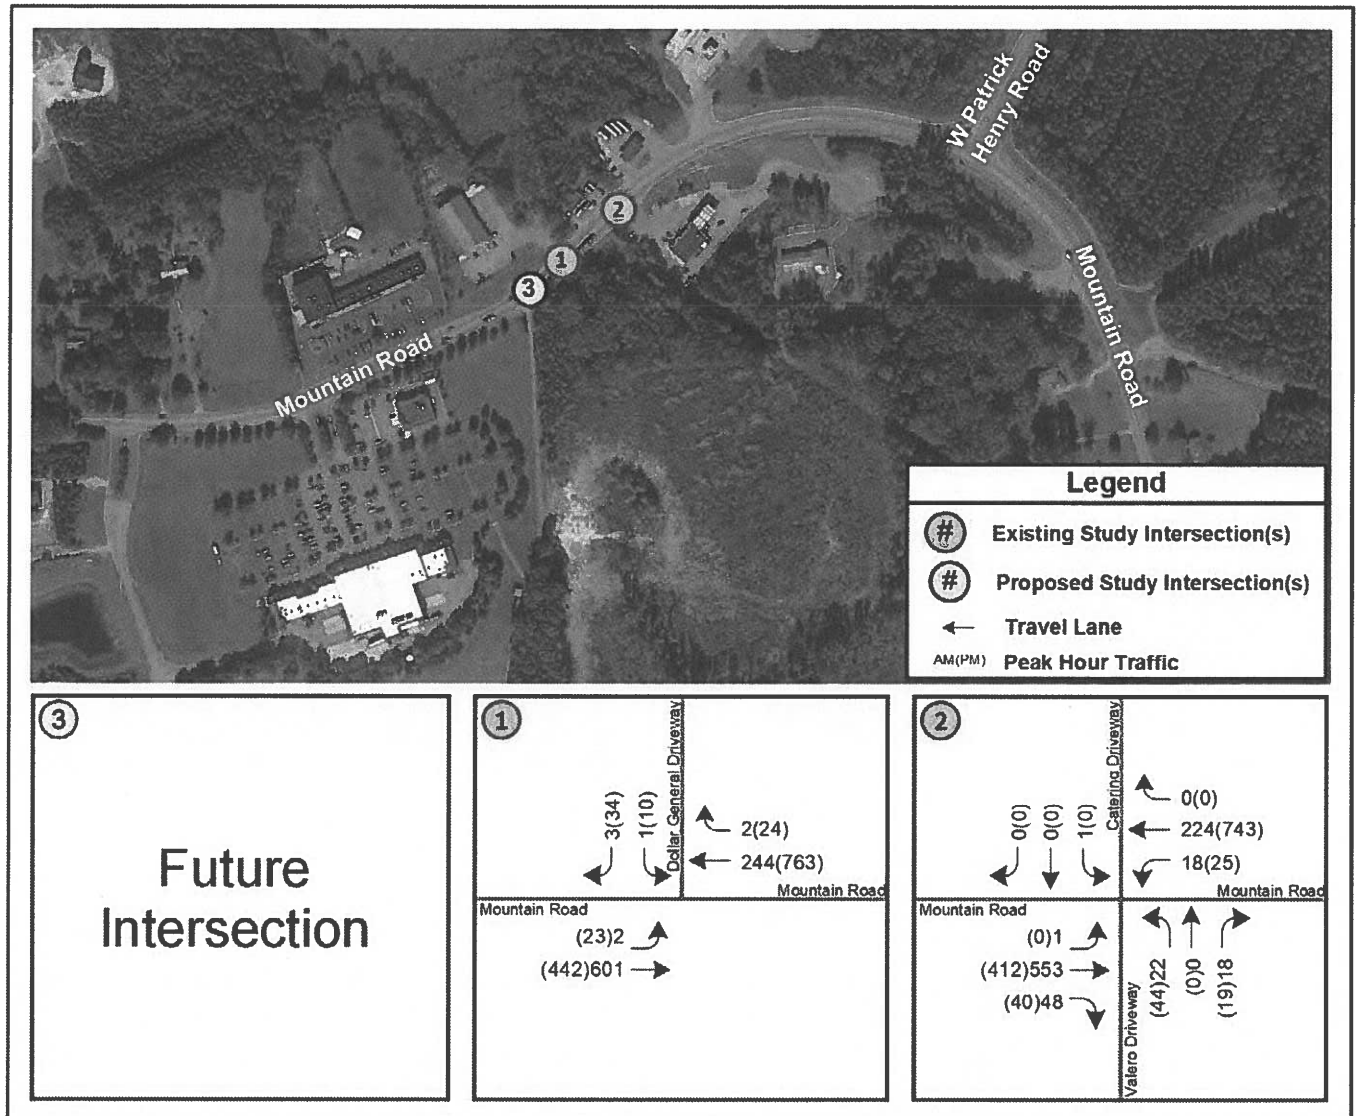 W Patrick
Henry Road
2
1
3
Mountain Road
Mountain Road
Legend
# Existing Study Intersection(s)
# Proposed Study Intersection(s)
Travel Lane
AM(PM) Peak Hour Traffic
3
Future
Intersection
1
Dollar General Driveway
3(34)
1(10)
2(24)
244(763)
Mountain Road
Mountain Road
(23)2
(442)601
2
Catering Driveway
0(0)
0(0)
1(0)
0(0)
224(743)
18(25)
Mountain Road
Mountain Road
(0)1
(412)553
(40)48
Valero Driveway
(44)22
(0)0
(19)18